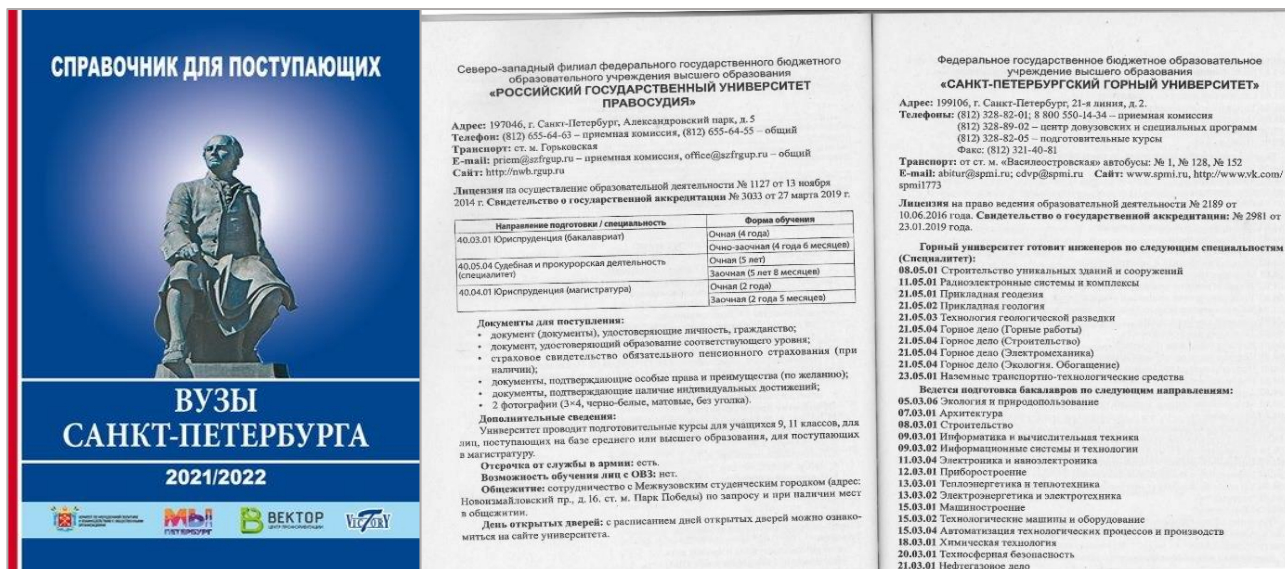 СПРАВОЧНИК ДЛЯ ПОСТУПАЮЩИХ
ВУЗЫ
САНКТ-ПЕТЕРБУРГА
2021/2022
МЫ
ПЕТЕРБУРГ
ВЕКТОР
VICTORY
Северо-западный филиал федерального государственного бюджетного
образовательного учреждения высшего образования
«РОССИЙСКИЙ ГОСУДАРСТВЕННЫЙ УНИВЕРСИТЕТ
ПРАВОСУДИЯ»
Адрес: 197046, г. Санкт-Петербург, Александровский парк, д. 5
Телефон: (812) 655-64-63 – приемная комиссия, (812) 655-64-55 – общий
Транспорт: ст. м. Горьковская
E-mail: priem@szfrgup.ru – приемная комиссия, office@szfrgup.ru – общий
Сайт: http://nwb.rgup.ru
Лицензия на осуществление образовательной деятельности № 1127 от 13 ноября
2014 г. Свидетельство о государственной аккредитации № 3033 от 27 марта 2019 г.
Направление подготовки / специальность Форма обучения
40.03.01 Юриспруденция (бакалавриат) Очная (4 года)
Очно-заочная (4 года 6 месяцев)
40.05.04 Судебная и прокурорская деятельность Очная (5 лет)
(специалитет) Заочная (5 лет 8 месяцев)
40.04.01 Юриспруденция (магистратура) Очная (2 года)
Заочная (2 года 5 месяцев)
Документы для поступления:
• документ (документы), удостоверяющие личность, гражданство;
• документ, удостоверяющий образование соответствующего уровня;
• страховое свидетельство обязательного пенсионного страхования (при
наличии);
• документы, подтверждающие особые права и преимущества (по желанию);
• документы, подтверждающие наличие индивидуальных достижений;
• 2 фотографии (3×4, черно-белые, матовые, без уголка).
Дополнительные сведения:
Университет проводит подготовительные курсы для учащихся 9, 11 классов, для
лиц, поступающих на базе среднего или высшего образования, для поступающих
в магистратуру.
Отсрочка от службы в армии: есть.
Возможность обучения лиц с ОВЗ: нет.
Общежитие: сотрудничество с Межвузовским студенческим городком (адрес:
Новоизмайловский пр., д. 16. ст. м. Парк Победы) по запросу и при наличии мест
в общежитии.
День открытых дверей: с расписанием дней открытых дверей можно ознако-
миться на сайте университета.
Федеральное государственное бюджетное образовательное
учреждение высшего образования
«САНКТ-ПЕТЕРБУРГСКИЙ ГОРНЫЙ УНИВЕРСИТЕТ»
Адрес: 199106, г. Санкт-Петербург, 21-я линия, д. 2.
Телефоны: (812) 328-82-01; 8 800 550-14-34 – приемная комиссия
(812) 328-89-02 – центр довузовских и специальных программ
(812) 328-82-05 – подготовительные курсы
Факс: (812) 321-40-81
Транспорт: от ст. м. «Василеостровская» автобусы: № 1, № 128, № 152
E-mail: abitur@spmi.ru; cdvp@spmi.ru Сайт: www.spmi.ru, http://www.vk.com/
spmi1773
Лицензия на право ведения образовательной деятельности № 2189 от
10.06.2016 года. Свидетельство о государственной аккредитации: № 2981 от
23.01.2019 года.
Горный университет готовит инженеров по следующим специальностям
(Специалитет):
08.05.01 Строительство уникальных зданий и сооружений
11.05.01 Радиоэлектронные системы и комплексы
21.05.01 Прикладная геодезия
21.05.02 Прикладная геология
21.05.03 Технология геологической разведки
21.05.04 Горное дело (Горные работы)
21.05.04 Горное дело (Строительство)
21.05.04 Горное дело (Электромеханика)
21.05.04 Горное дело (Экология. Обогащение)
23.05.01 Наземные транспортно-технологические средства
Ведется подготовка бакалавров по следующим направлениям:
05.03.06 Экология и природопользование
07.03.01 Архитектура
08.03.01 Строительство
09.03.01 Информатика и вычислительная техника
09.03.02 Информационные системы и технологии
11.03.04 Электроника и наноэлектроника
12.03.01 Приборостроение
13.03.01 Теплоэнергетика и теплотехника
13.03.02 Электроэнергетика и электротехника
15.03.01 Машиностроение
15.03.02 Технологические машины и оборудование
15.03.04 Автоматизация технологических процессов и производств
18.03.01 Химическая технология
20.03.01 Техносферная безопасность
21.03.01 Нефтегазовое дело